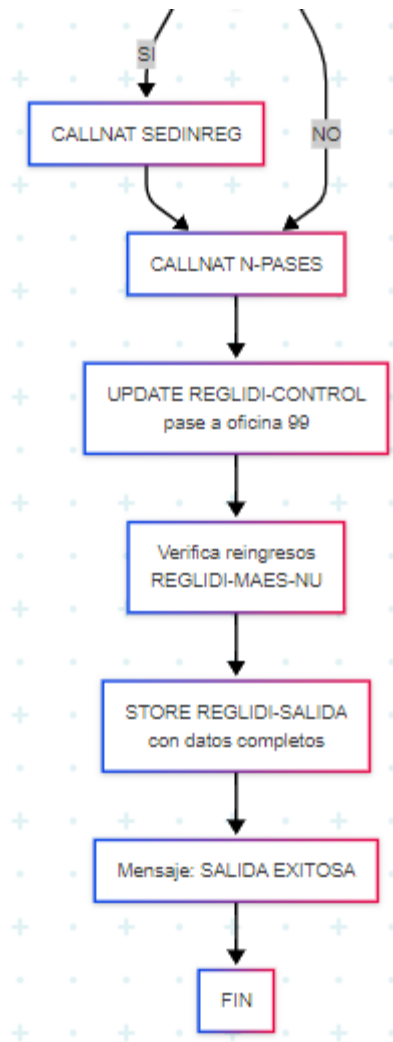 SI
CALLNAT SEDINREG
NO
CALLNAT N-PASES
UPDATE REGLIDI-CONTROL
pase a oficina 99
Verifica reingresos
REGLIDI-MAES-NU
STORE REGLIDI-SALIDA
con datos completos
Mensaje: SALIDA EXITOSA
FIN